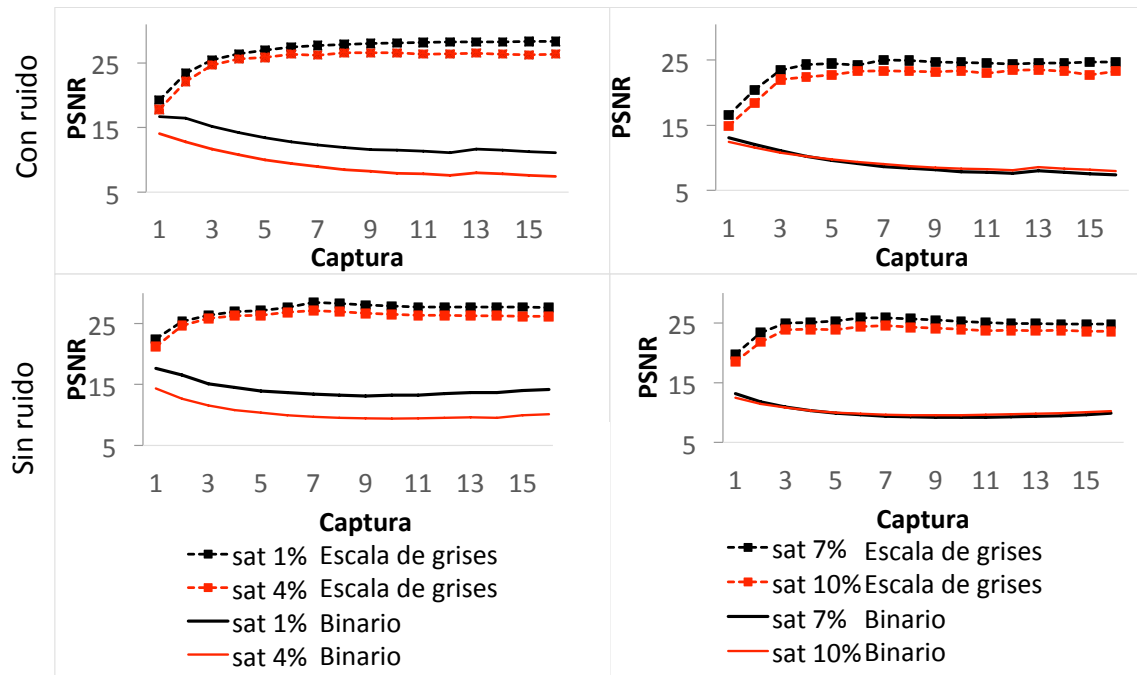 Con ruido
PSNR
25
15
5
1 3 5 7 9 11 13 15
Captura
PSNR
25
15
5
1 3 5 7 9 11 13 15
Captura
Sin ruido
PSNR
25
15
5
1 3 5 7 9 11 13 15
Captura
sat 1% Escala de grises
sat 4% Escala de grises
sat 1% Binario
sat 4% Binario
PSNR
25
15
5
1 3 5 7 9 11 13 15
Captura
sat 7% Escala de grises
sat 10% Escala de grises
sat 7% Binario
sat 10% Binario